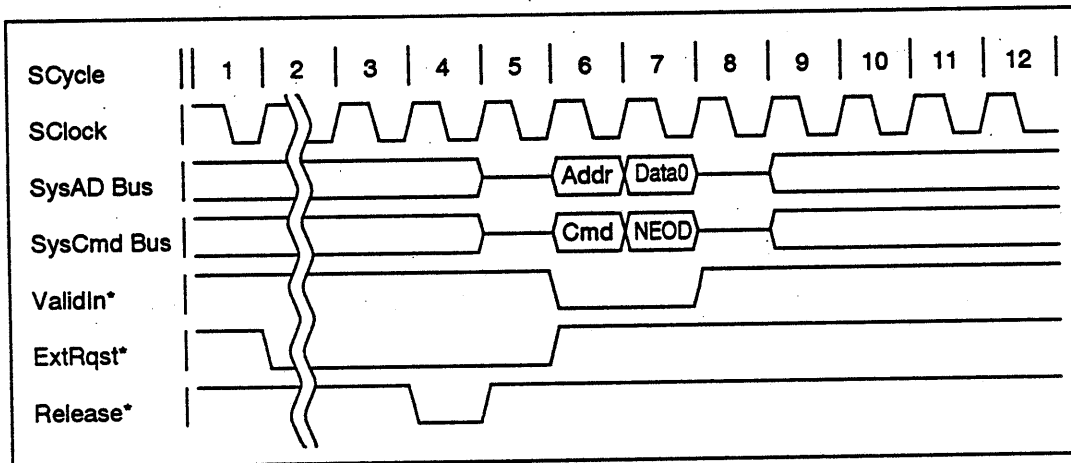 SCycle 1 2 3 4 5 6 7 8 9 10 11 12
SClock
SysAD Bus Addr Data0
SysCmd Bus Cmd NEOD
ValidIn*
ExtRqst*
Release*